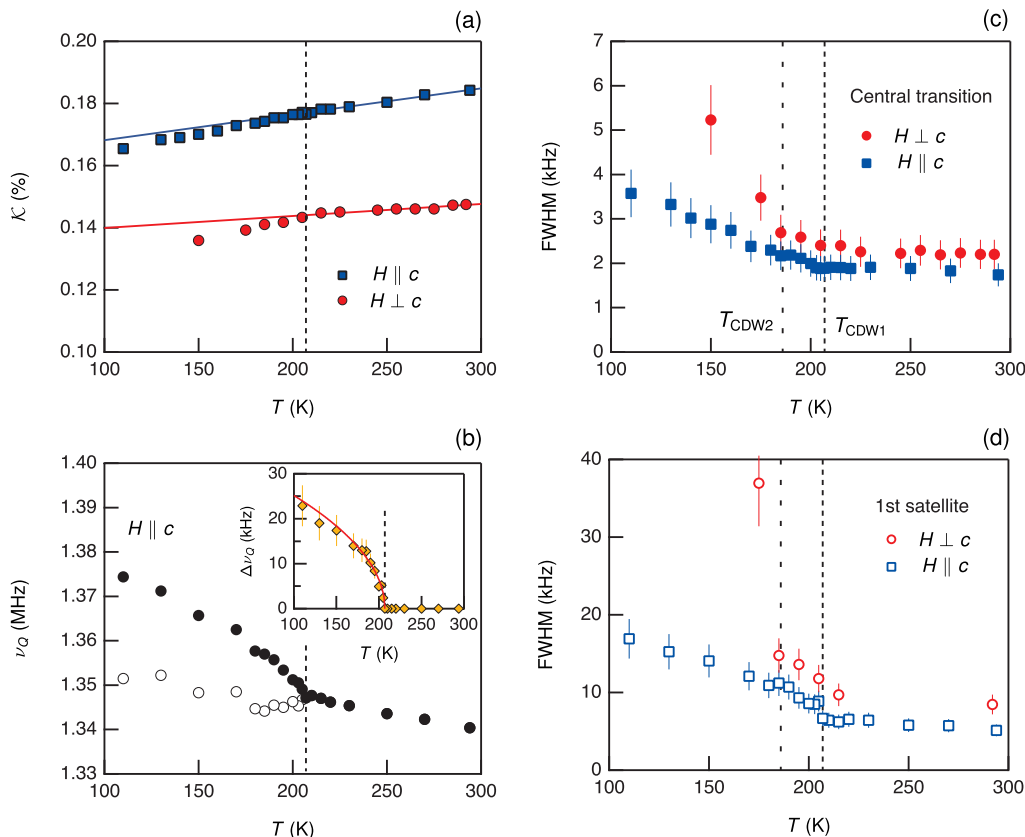 (a)
0.20
0.18
0.16
0.14
0.12
0.10
K (%)
H ∥ c
H ⊥ c
100 150 200 250 300
T (K)
(c)
7
6
5
4
3
2
1
0
FWHM (kHz)
Central transition
H ⊥ c
H ∥ c
T_CDW2
T_CDW1
100 150 200 250 300
T (K)
(b)
1.40
1.39
1.38
1.37
1.36
1.35
1.34
1.33
ν_Q (MHz)
H ∥ c
30
20
10
0
Δν_Q (kHz)
100 150 200 250 300
T (K)
100 150 200 250 300
T (K)
(d)
40
30
20
10
0
FWHM (kHz)
1st satellite
H ⊥ c
H ∥ c
100 150 200 250 300
T (K)